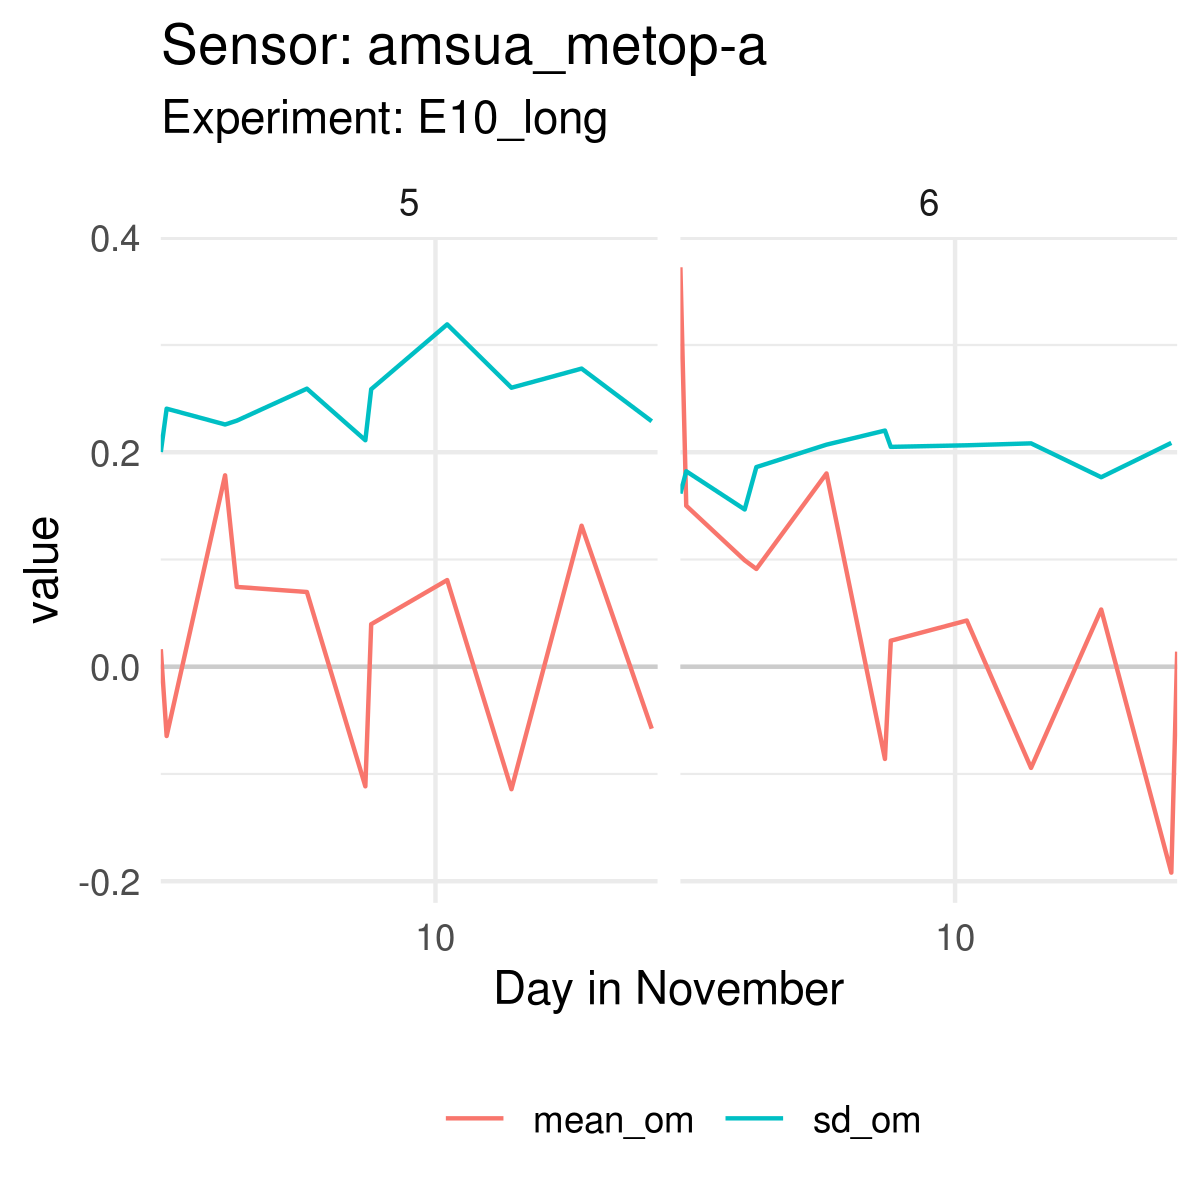 Sensor: amsua_metop-a
Experiment: E10_long
5 6
0.4
0.2
0.0
-0.2
value
10 10
Day in November
mean_om sd_om